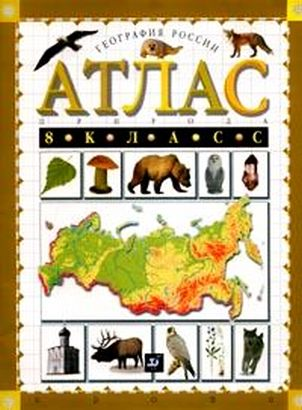 ГЕОГРАФИЯ РОССИИ
АТЛАС
ПРИРОДА
8 • К • Л • А • С • С